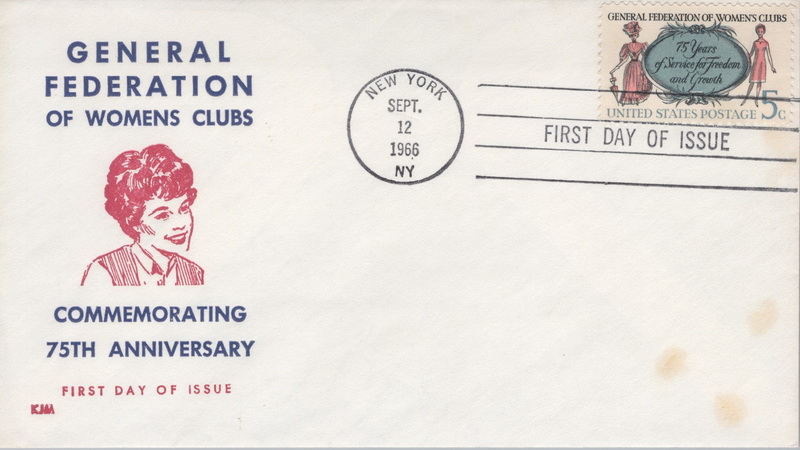 GENERAL
FEDERATION
OF WOMENS CLUBS
COMMEMORATING
75TH ANNIVERSARY
FIRST DAY OF ISSUE
KJM
NEW YORK
SEPT.
12
1966
NY
GENERAL FEDERATION OF WOMEN'S CLUBS
75 Years
of Service for Freedom
and Growth
UNITED STATES POSTAGE 5c
FIRST DAY OF ISSUE